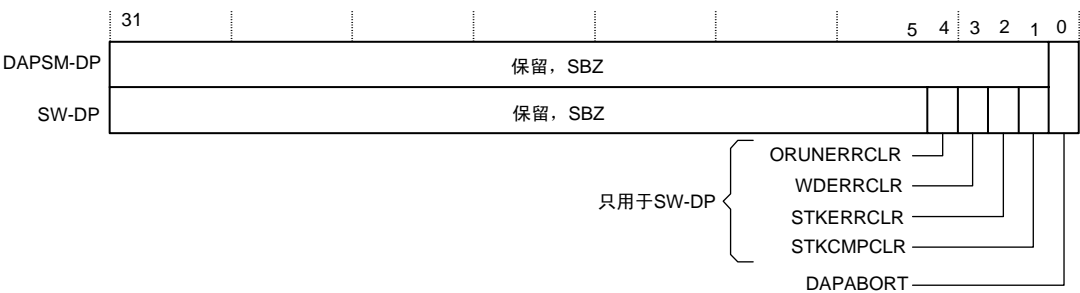 31 5 4 3 2 1 0
DAPSM-DP 保留，SBZ
SW-DP 保留，SBZ
ORUNERRCLR
WDERRCLR
只用于SW-DP
STKERRCLR
STKCMPCLR
DAPABORT